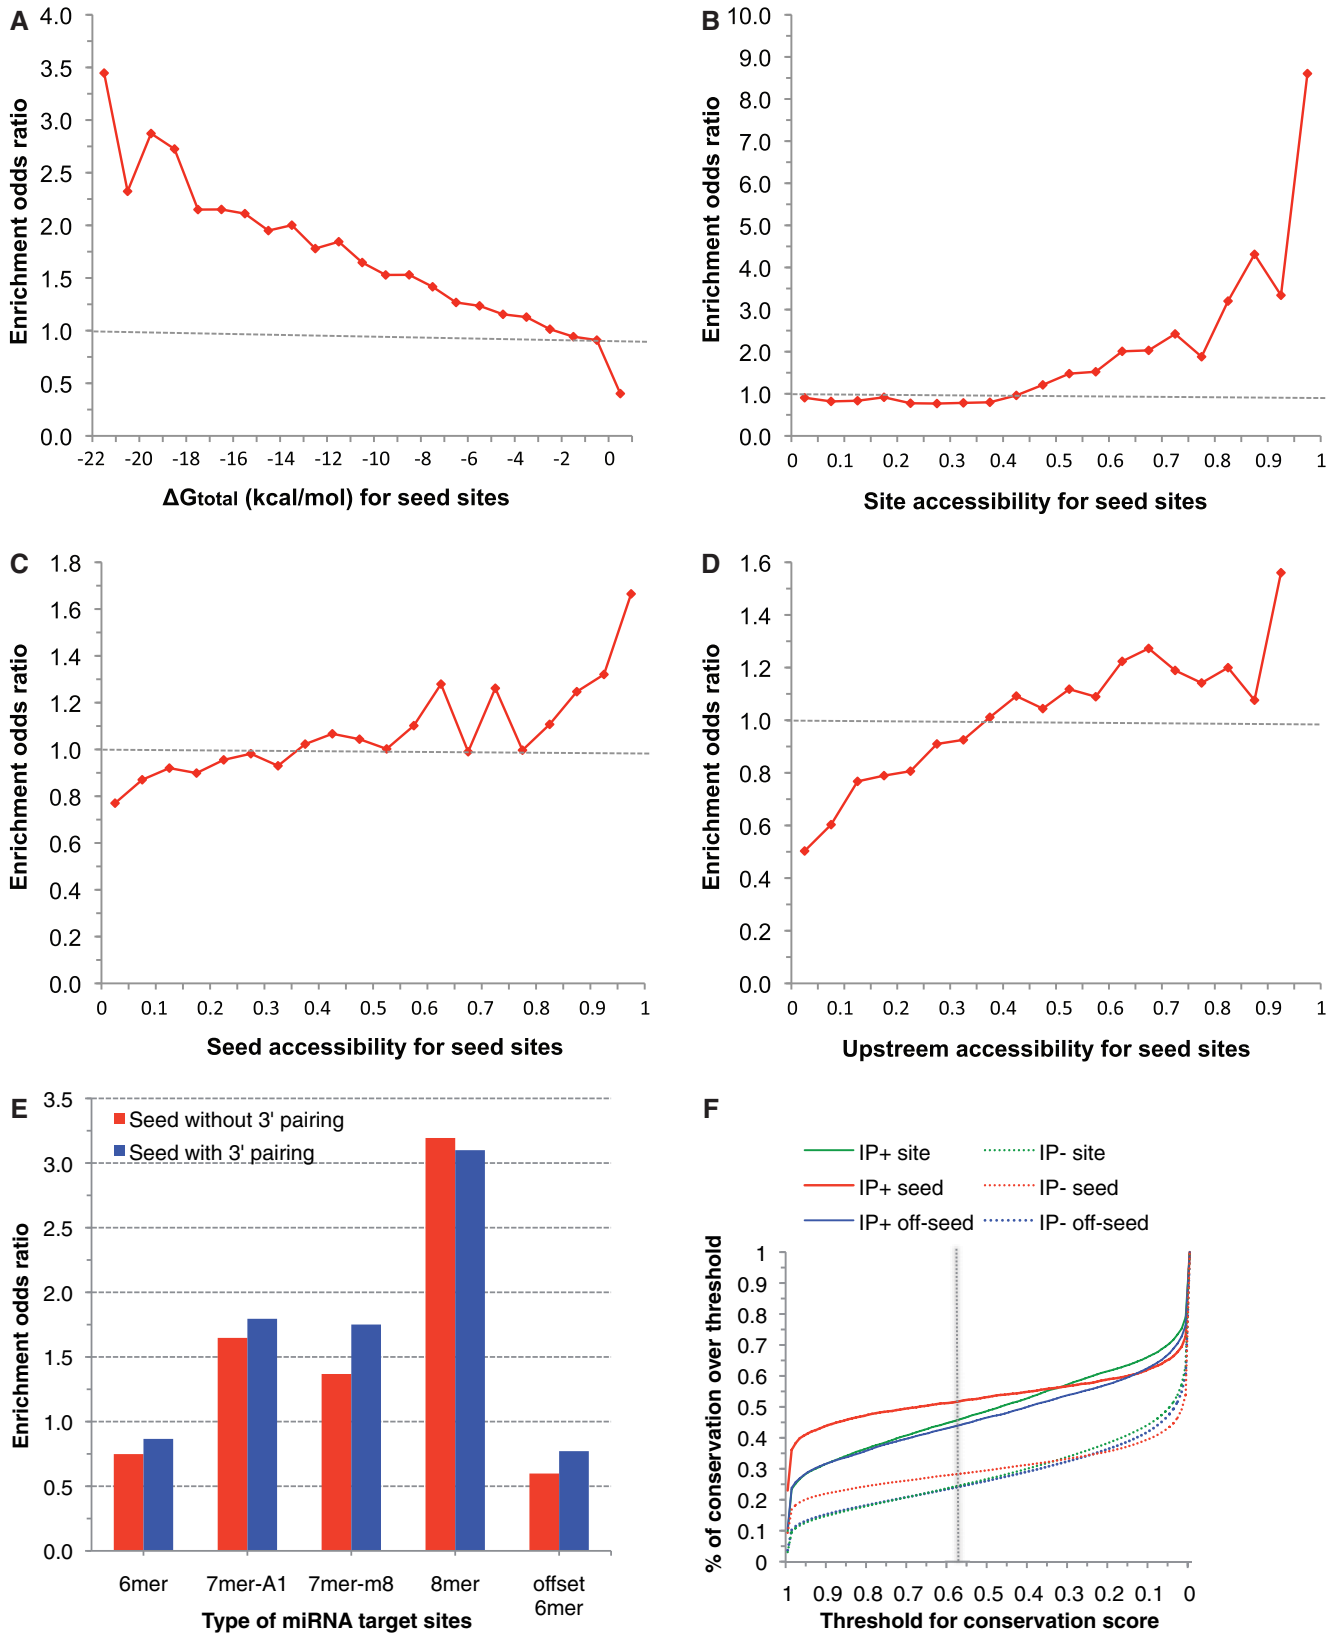 A
4.0
3.5
3.0
2.5
2.0
1.5
1.0
0.5
0.0
Enrichment odds ratio
-22 -20 -18 -16 -14 -12 -10 -8 -6 -4 -2 0
ΔGtotal (kcal/mol) for seed sites
B
10.0
9.0
8.0
7.0
6.0
5.0
4.0
3.0
2.0
1.0
0.0
Enrichment odds ratio
0 0.1 0.2 0.3 0.4 0.5 0.6 0.7 0.8 0.9 1
Site accessibility for seed sites
C
1.8
1.6
1.4
1.2
1.0
0.8
0.6
0.4
0.2
0.0
Enrichment odds ratio
0 0.1 0.2 0.3 0.4 0.5 0.6 0.7 0.8 0.9 1
Seed accessibility for seed sites
D
1.6
1.4
1.2
1.0
0.8
0.6
0.4
0.2
0.0
Enrichment odds ratio
0 0.1 0.2 0.3 0.4 0.5 0.6 0.7 0.8 0.9 1
Upstreem accessibility for seed sites
E
3.5
3.0
2.5
2.0
1.5
1.0
0.5
0.0
Enrichment odds ratio
Seed without 3' pairing
Seed with 3' pairing
6mer 7mer-A1 7mer-m8 8mer offset
6mer
Type of miRNA target sites
F
IP+ site IP- site
IP+ seed IP- seed
IP+ off-seed IP- off-seed
% of conservation over threshold
1
0.9
0.8
0.7
0.6
0.5
0.4
0.3
0.2
0.1
0
1 0.9 0.8 0.7 0.6 0.5 0.4 0.3 0.2 0.1 0
Threshold for conservation score